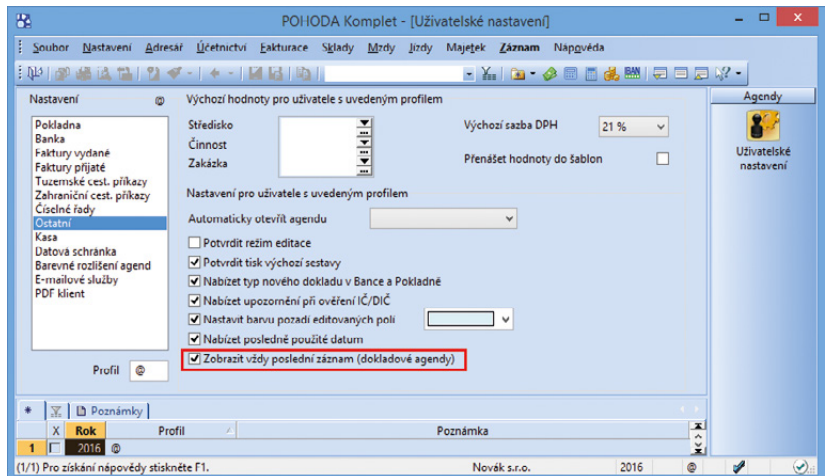 POHODA Komplet - [Uživatelské nastavení]
Soubor Nastavení Adresář Účetnictví Fakturace Sklady Mzdy Jízdy Majetek Záznam Nápověda
Nastavení @ Výchozí hodnoty pro uživatele s uvedeným profilem Agendy
Pokladna
Banka
Faktury vydané
Faktury přijaté
Tuzemské cest. příkazy
Zahraniční cest. příkazy
Číselné řady
Ostatní
Kasa
Datová schránka
Barevné rozlišení agend
E-mailové služby
PDF klient
Profil @
Středisko
Činnost
Zakázka
Výchozí sazba DPH 21 %
Přenášet hodnoty do šablon
Nastavení pro uživatele s uvedeným profilem
Automaticky otevřít agendu
Potvrdit režim editace
Potvrdit tisk výchozí sestavy
Nabízet typ nového dokladu v Bance a Pokladně
Nabízet upozornění při ověření IČ/DIČ
Nastavit barvu pozadí editovaných polí
Nabízet posledně použité datum
Zobrazit vždy poslední záznam (dokladové agendy)
Uživatelské
nastavení
* Poznámky
X Rok Profil Poznámka
1 2016 @
(1/1) Pro získání nápovědy stiskněte F1. Novák s.r.o. 2016 @